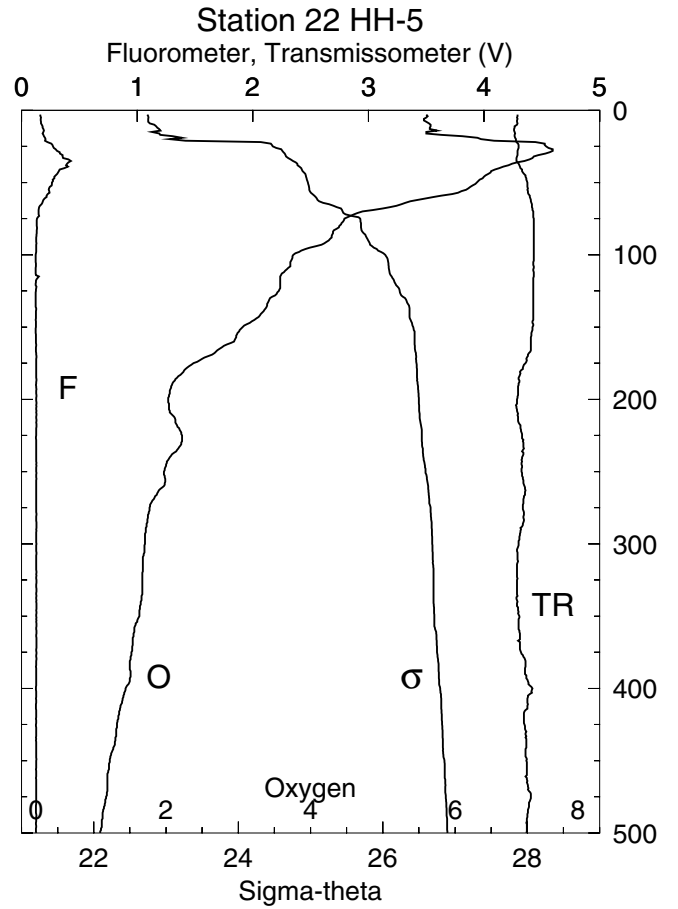 Station 22 HH-5
Fluorometer, Transmissometer (V)
0 1 2 3 4 5
0
100
F
200
300
TR
O σ
400
Oxygen
0 2 4 6 8
500
22 24 26 28
Sigma-theta